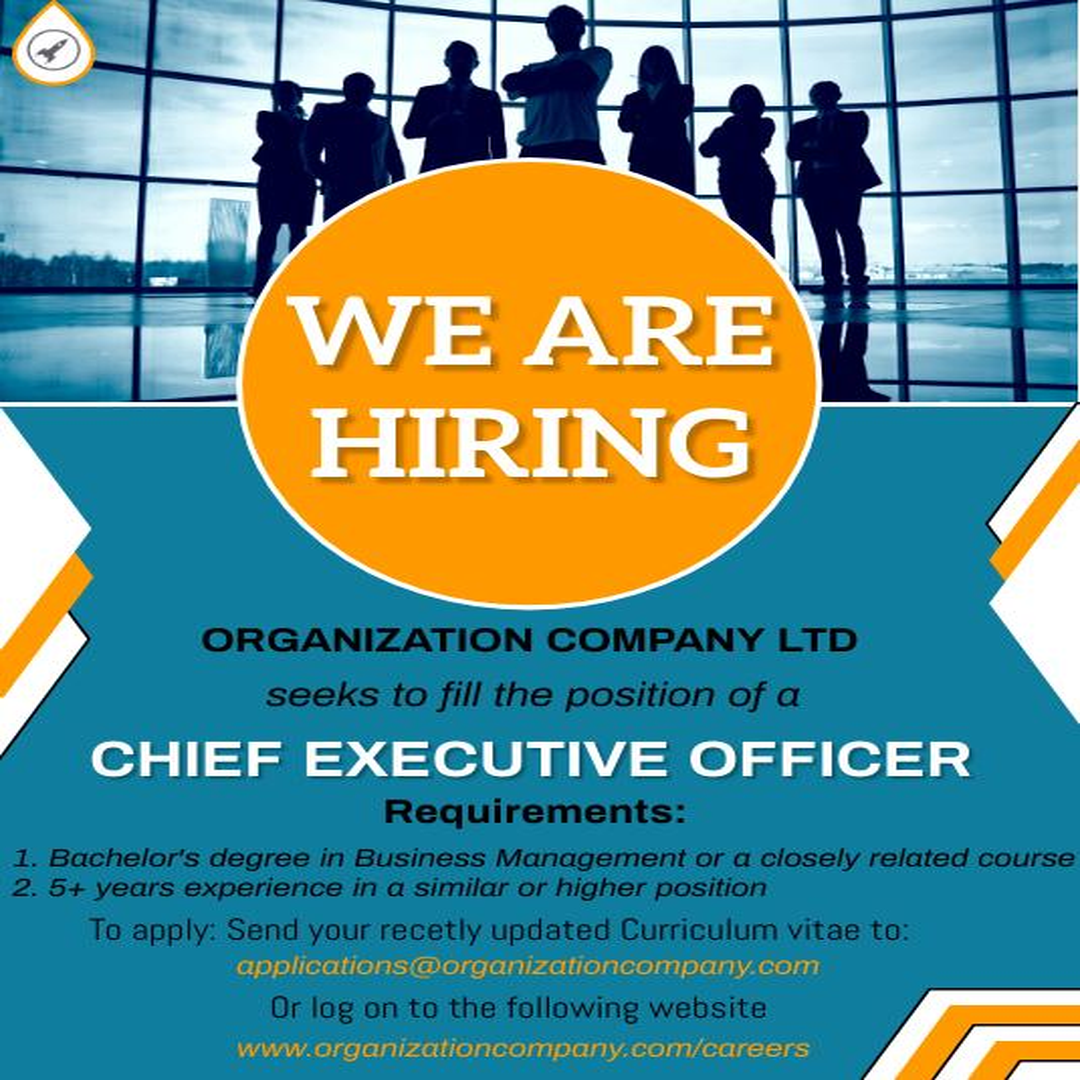 WE ARE
HIRING
ORGANIZATION COMPANY LTD
seeks to fill the position of a
CHIEF EXECUTIVE OFFICER
Requirements:
1. Bachelor's degree in Business Management or a closely related course
2. 5+ years experience in a similar or higher position
To apply: Send your recetly updated Curriculum vitae to:
applications@organizationcompany.com
Or log on to the following website
www.organizationcompany.com/careers